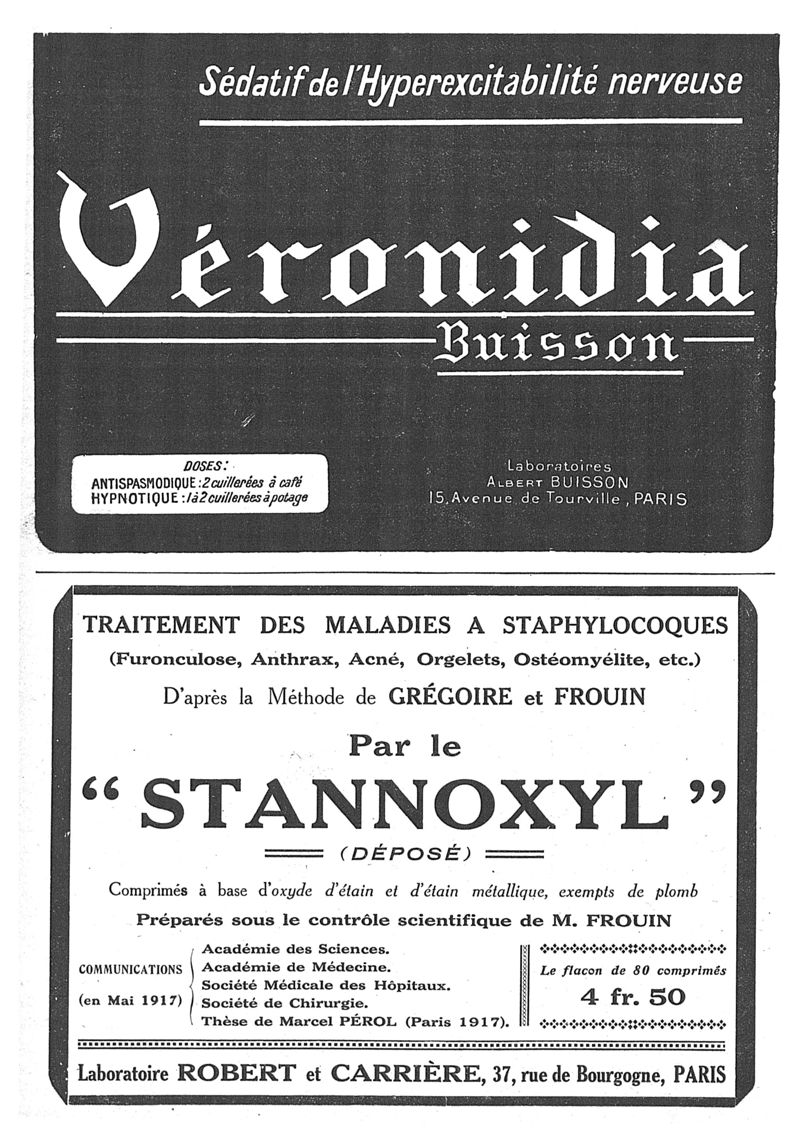 Sédatif de l'Hyperexcitabilité nerveuse
Véronidia
Buisson
DOSES:
ANTISPASMODIQUE : 2 cuillerées à café
HYPNOTIQUE : 1 à 2 cuillerées à potage
Laboratoires
ALBERT BUISSON
15, Avenue de Tourville, PARIS
TRAITEMENT DES MALADIES A STAPHYLOCOQUES
(Furonculose, Anthrax, Acné, Orgelets, Ostéomyélite, etc.)
D'après la Méthode de GRÉGOIRE et FROUIN
Par le
“ STANNOXYL ”
(DÉPOSÉ)
Comprimés à base d'oxyde d'étain et d'étain métallique, exempts de plomb
Préparés sous le contrôle scientifique de M. FROUIN
COMMUNICATIONS
(en Mai 1917)
Académie des Sciences.
Académie de Médecine.
Société Médicale des Hôpitaux.
Société de Chirurgie.
Thèse de Marcel PÉROL (Paris 1917).
Le flacon de 80 comprimés
4 fr. 50
Laboratoire ROBERT et CARRIÈRE, 37, rue de Bourgogne, PARIS